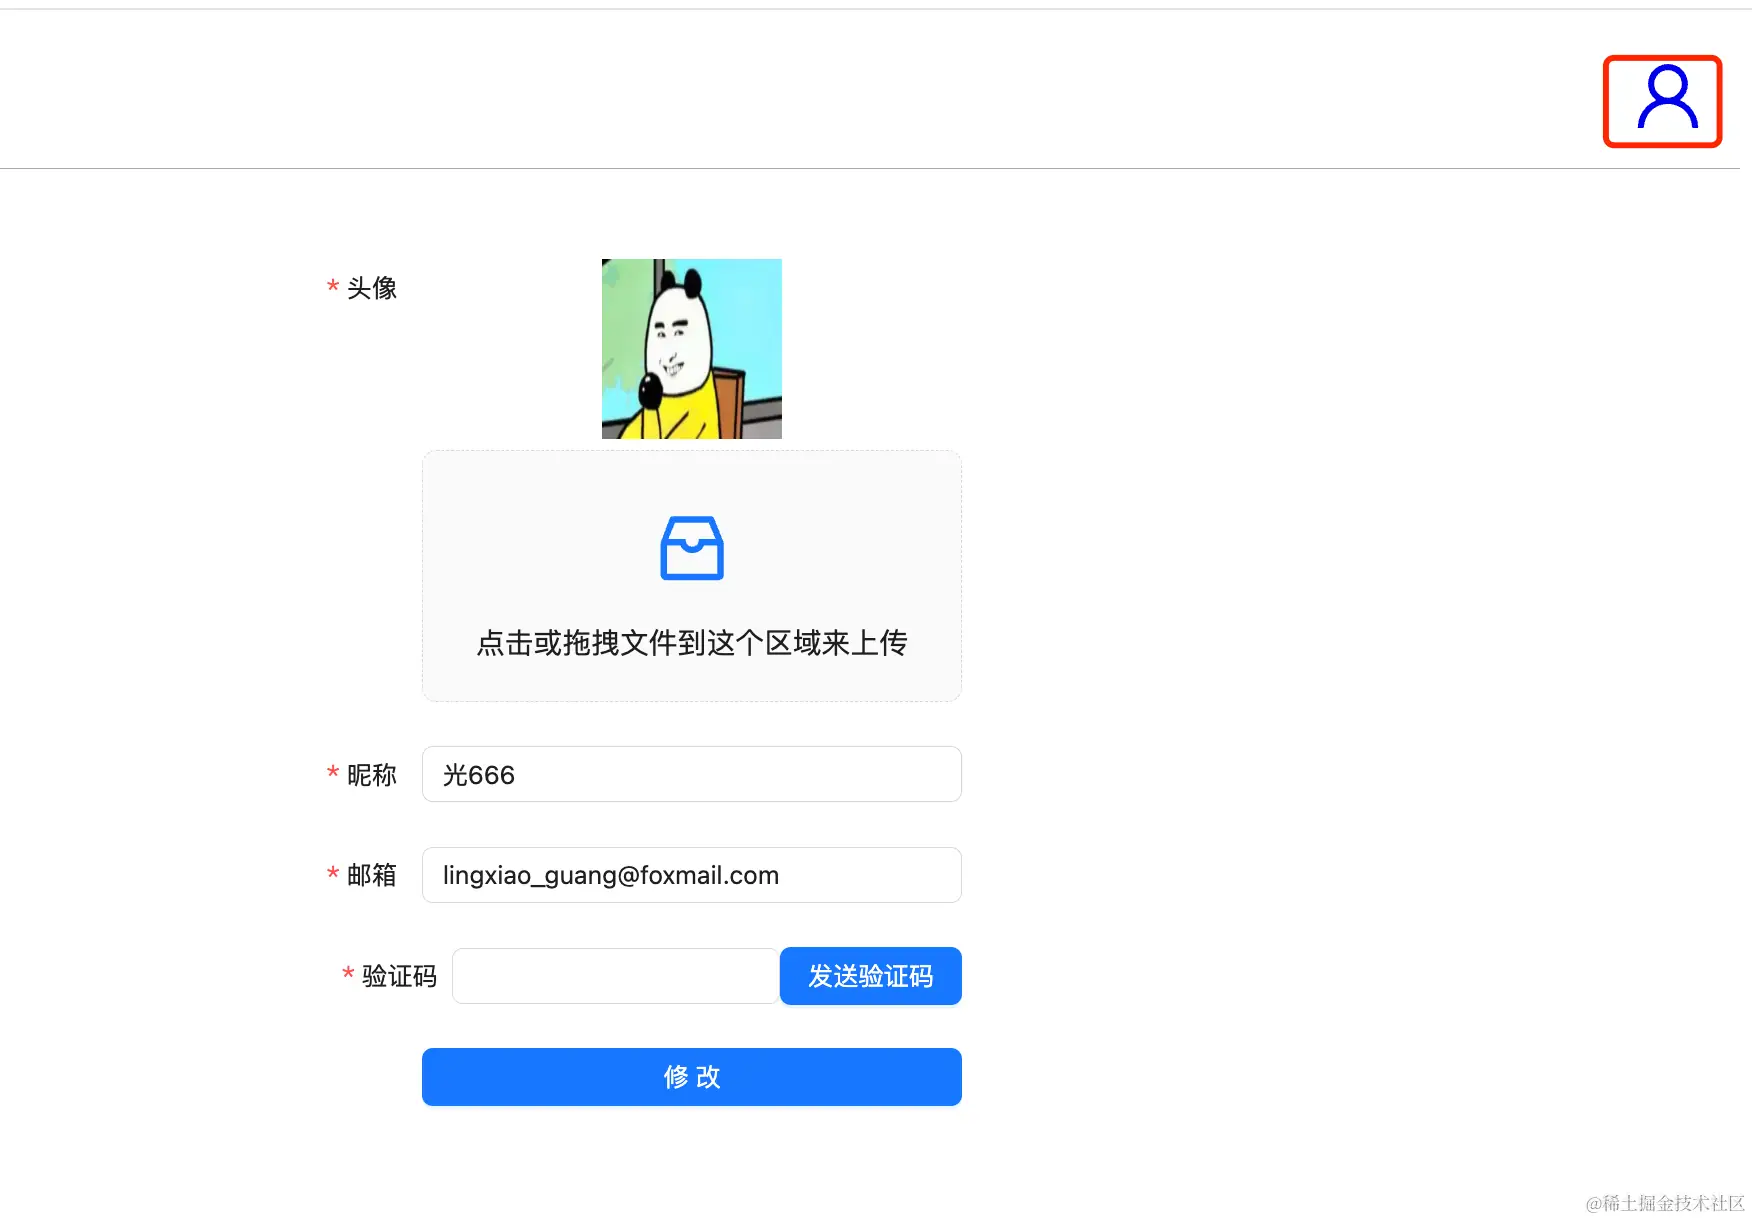 * 头像
点击或拖拽文件到这个区域来上传
* 昵称 光666
* 邮箱 lingxiao_guang@foxmail.com
* 验证码 发送验证码
修 改
@稀土掘金技术社区